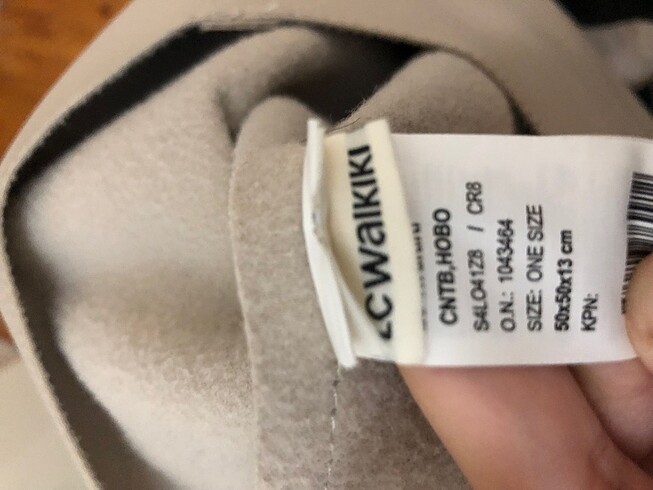 LCWAIKIKI
CNTB,HOBO
S4LO41Z8 / CR8
O.N.: 1043464
SIZE: ONE SIZE
50x50x13 cm
KPN: